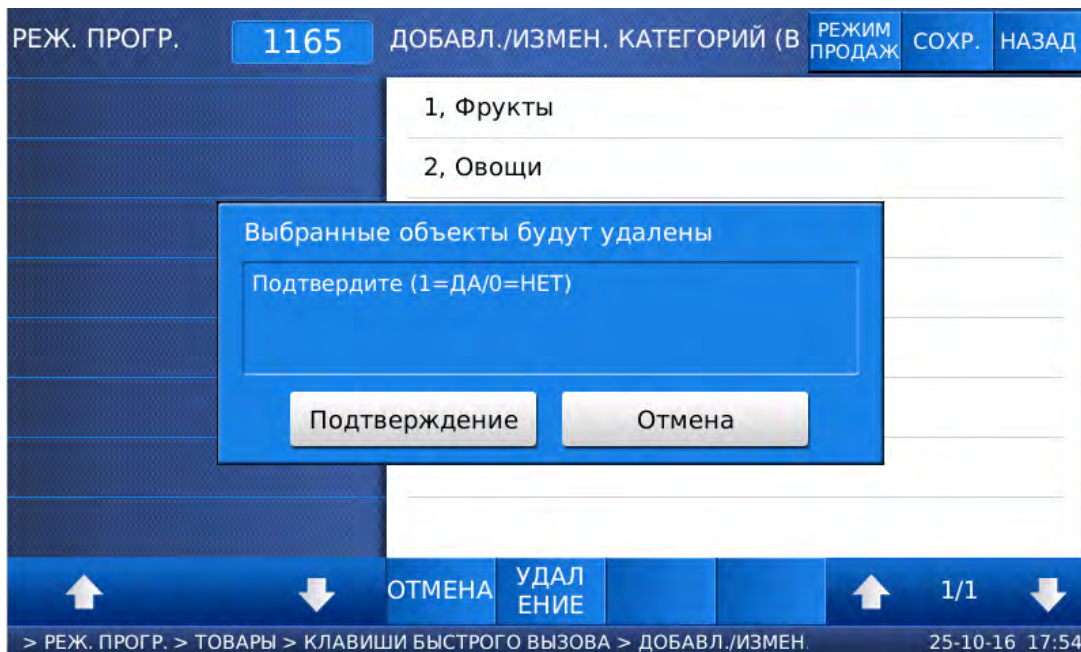 РЕЖ. ПРОГР.
1165
ДОБАВЛ./ИЗМЕН. КАТЕГОРИЙ (В
РЕЖИМ
ПРОДАЖ
СОХР.
НАЗАД
1, Фрукты
2, Овощи
Выбранные объекты будут удалены
Подтвердите (1=ДА/0=НЕТ)
Подтверждение
Отмена
ОТМЕНА
УДАЛ
ЕНИЕ
1/1
> РЕЖ. ПРОГР. > ТОВАРЫ > КЛАВИШИ БЫСТРОГО ВЫЗОВА > ДОБАВЛ./ИЗМЕН.
25-10-16 17:54